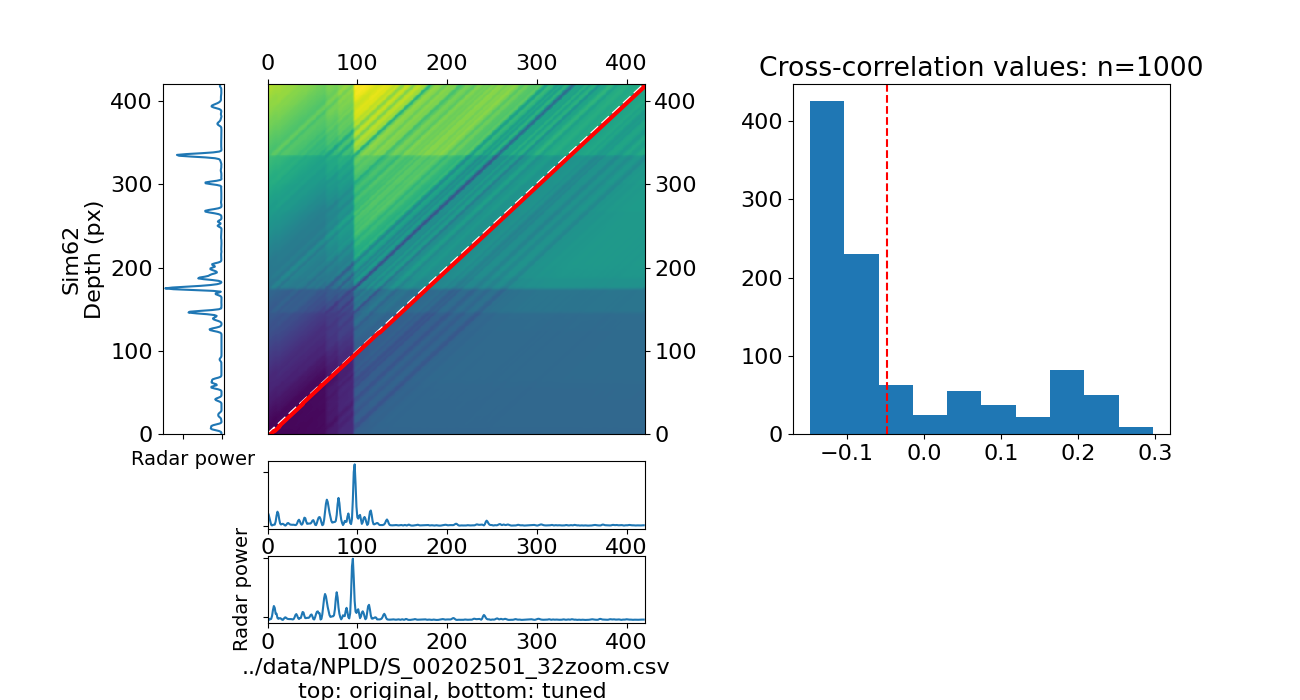 0 100 200 300 400
Cross-correlation values: n=1000
400
300
200
100
0
Sim62
Depth (px)
Radar power
400
300
200
100
0
400
300
200
100
0
−0.1 0.0 0.1 0.2 0.3
0 100 200 300 400
Radar power
0 100 200 300 400
../data/NPLD/S_00202501_32zoom.csv
top: original, bottom: tuned